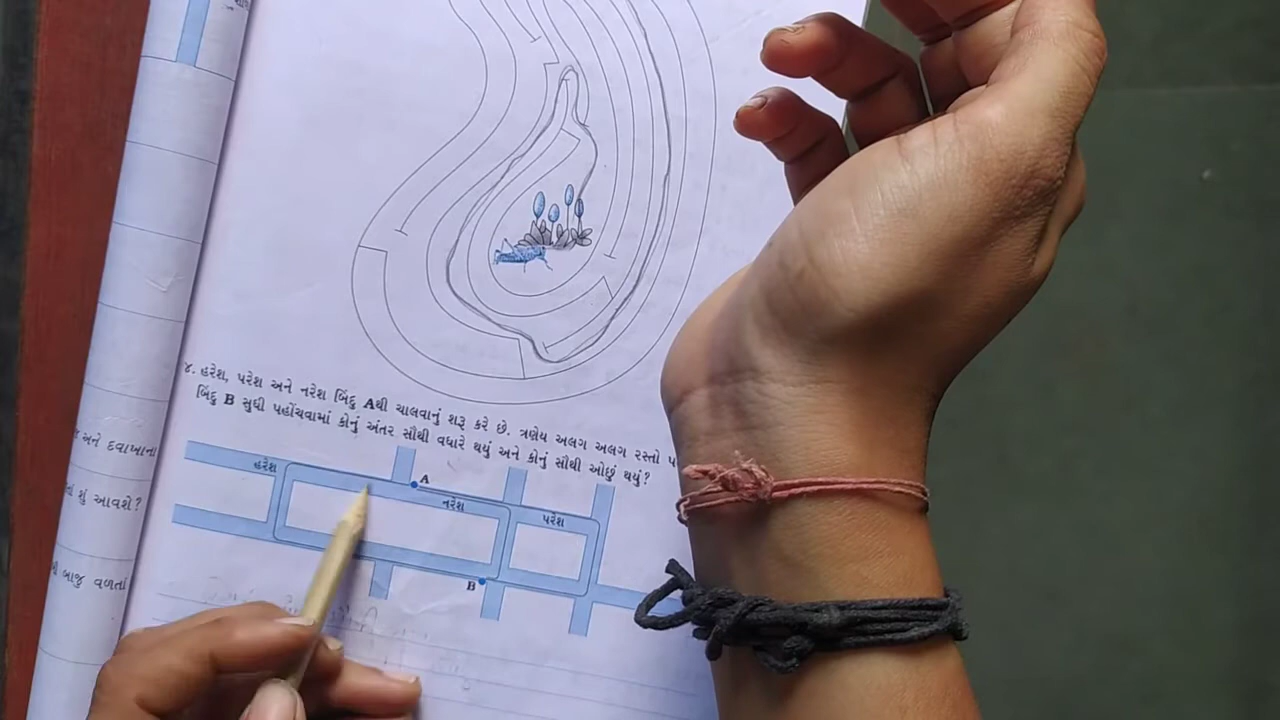 ૪. હરેશ, પરેશ અને નરેશ બિંદુ Aથી ચાલવાનું શરૂ કરે છે. ત્રણેય અલગ અલગ રસ્તો
બિંદુ B સુધી પહોંચવામાં કોનું અંતર સૌથી વધારે થયું અને કોનું સૌથી ઓછું થયું?
હરેશ
A
નરેશ
પરેશ
B
અને દવાખાના
શું આવશે?
બાજુ વળતાં